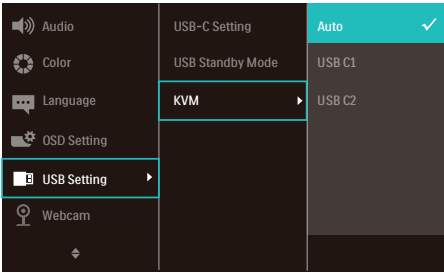 Audio
Color
Language
OSD Setting
USB Setting
Webcam
USB-C Setting
USB Standby Mode
KVM
Auto
USB C1
USB C2